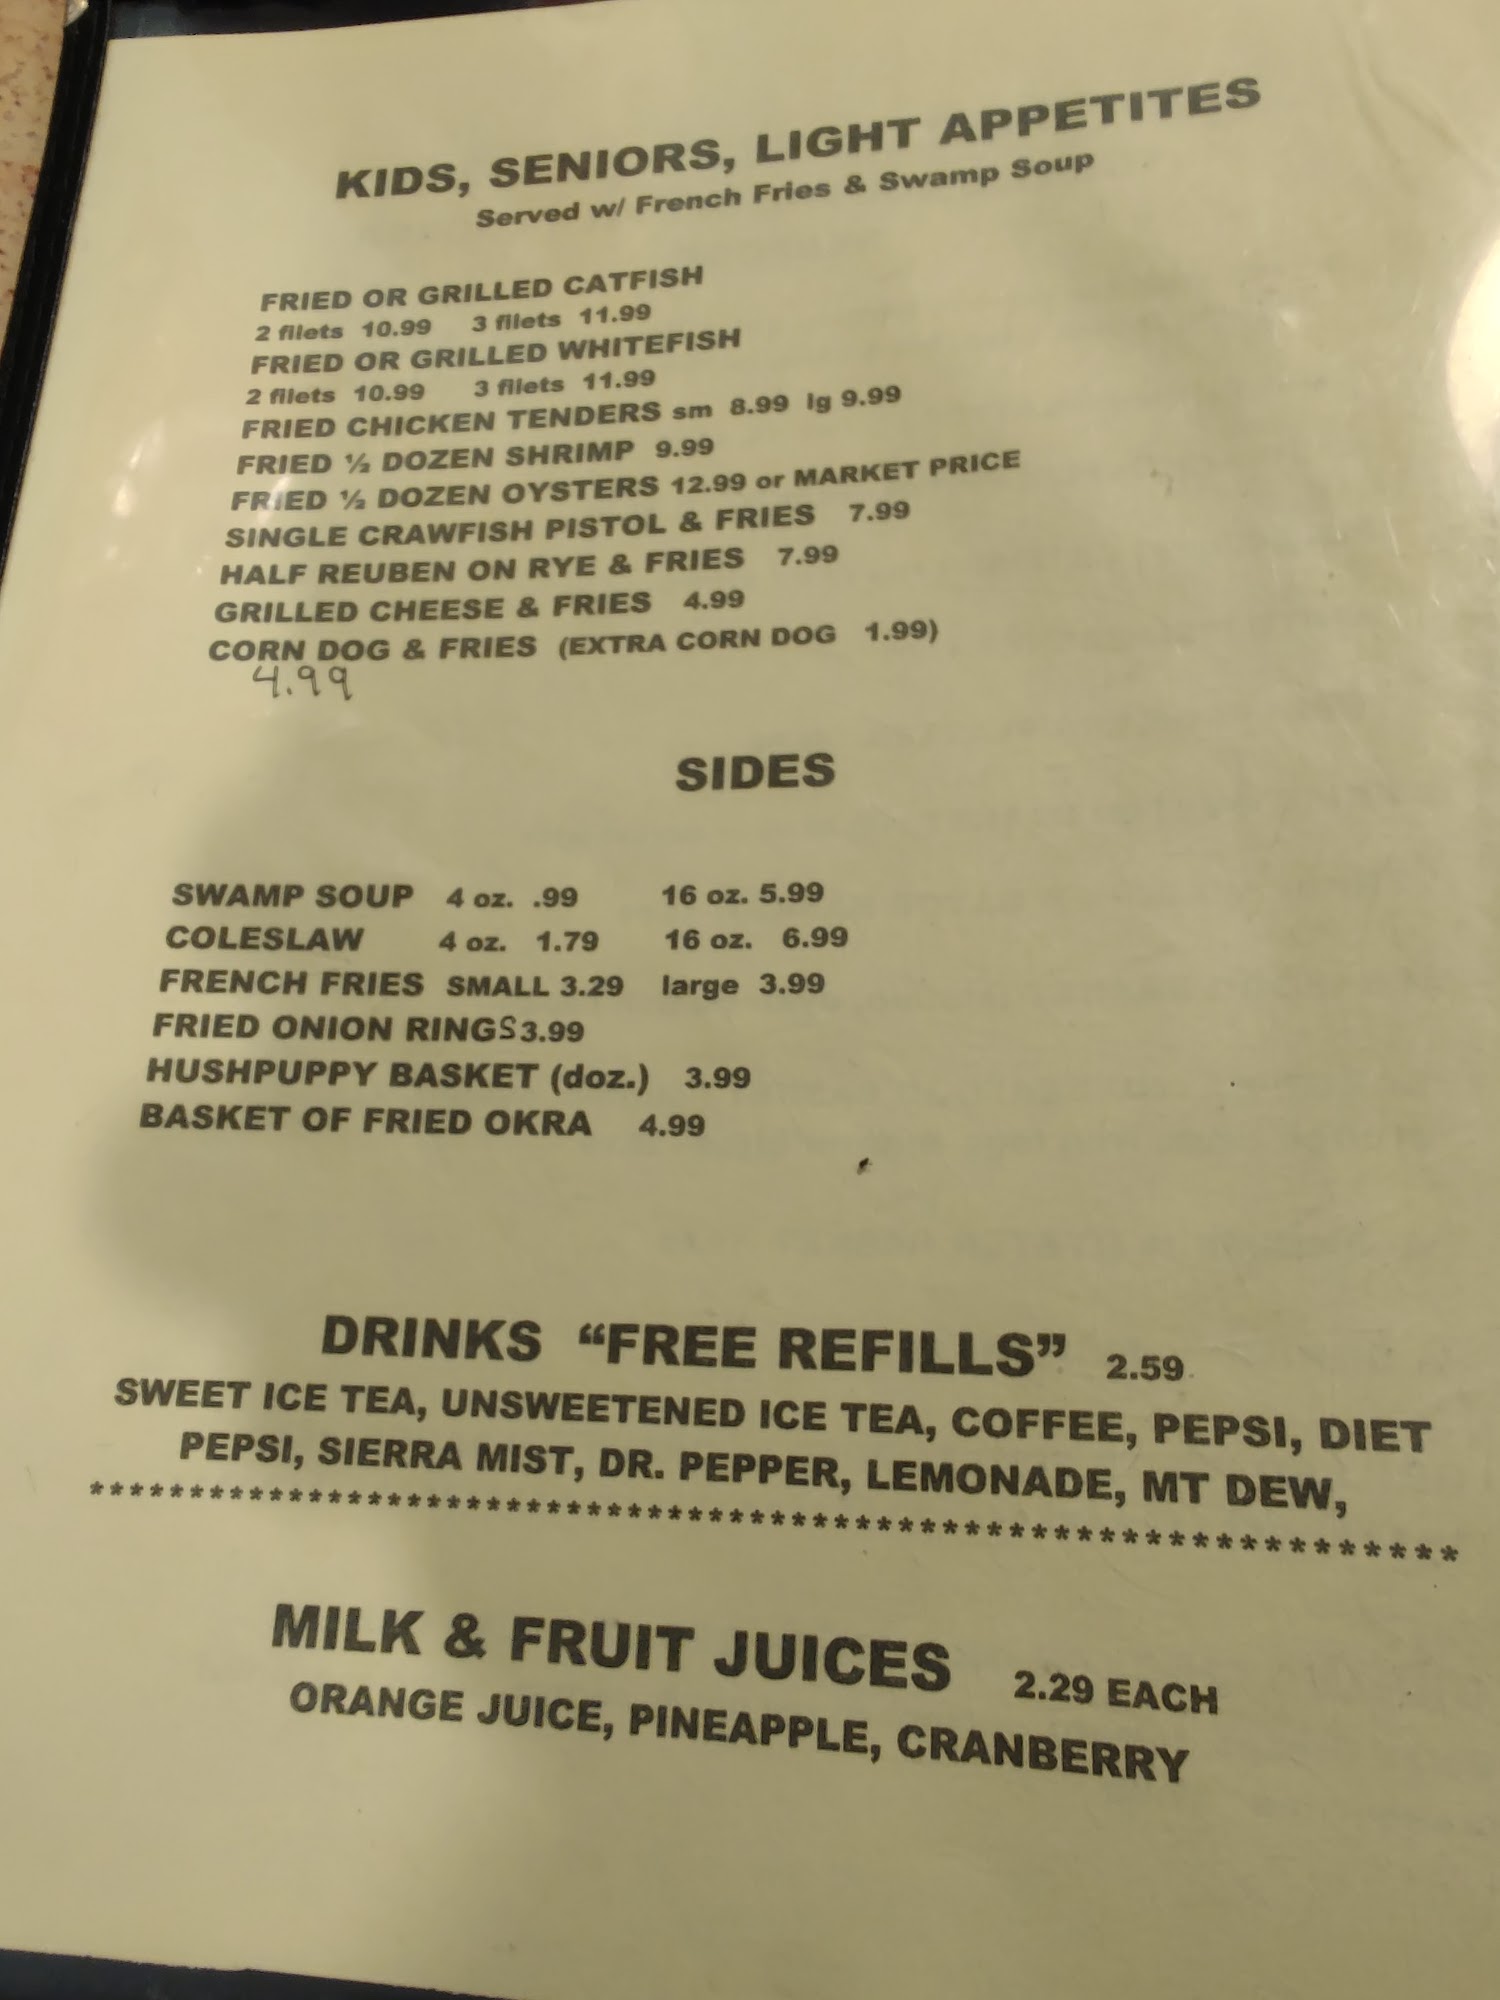 KIDS, SENIORS, LIGHT APPETITES
Served w/ French Fries & Swamp Soup
FRIED OR GRILLED CATFISH
2 filets 10.99 3 filets 11.99
FRIED OR GRILLED WHITEFISH
2 filets 10.99 3 filets 11.99
FRIED CHICKEN TENDERS sm 8.99 lg 9.99
FRIED ½ DOZEN SHRIMP 9.99
FRIED ½ DOZEN OYSTERS 12.99 or MARKET PRICE
SINGLE CRAWFISH PISTOL & FRIES 7.99
HALF REUBEN ON RYE & FRIES 7.99
GRILLED CHEESE & FRIES 4.99
CORN DOG & FRIES (EXTRA CORN DOG 1.99)
4.99
SIDES
SWAMP SOUP 4 oz. .99 16 oz. 5.99
COLESLAW 4 oz. 1.79 16 oz. 6.99
FRENCH FRIES SMALL 3.29 large 3.99
FRIED ONION RINGS 3.99
HUSHPUPPY BASKET (doz.) 3.99
BASKET OF FRIED OKRA 4.99
DRINKS “FREE REFILLS” 2.59
SWEET ICE TEA, UNSWEETENED ICE TEA, COFFEE, PEPSI, DIET
PEPSI, SIERRA MIST, DR. PEPPER, LEMONADE, MT DEW,
MILK & FRUIT JUICES 2.29 EACH
ORANGE JUICE, PINEAPPLE, CRANBERRY